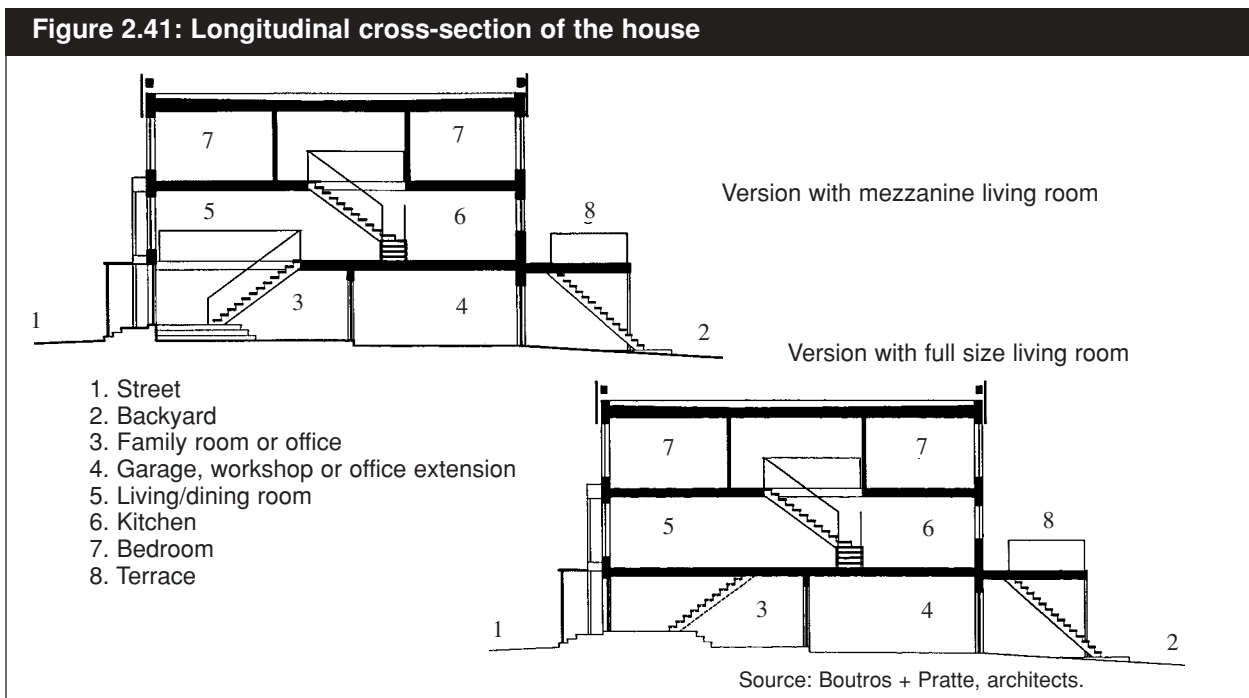 Figure 2.41: Longitudinal cross-section of the house
7
7
5
6
8
3
4
1
2
Version with mezzanine living room
1. Street
2. Backyard
3. Family room or office
4. Garage, workshop or office extension
5. Living/dining room
6. Kitchen
7. Bedroom
8. Terrace
Version with full size living room
7
7
5
6
8
3
4
1
2
Source: Boutros + Pratte, architects.